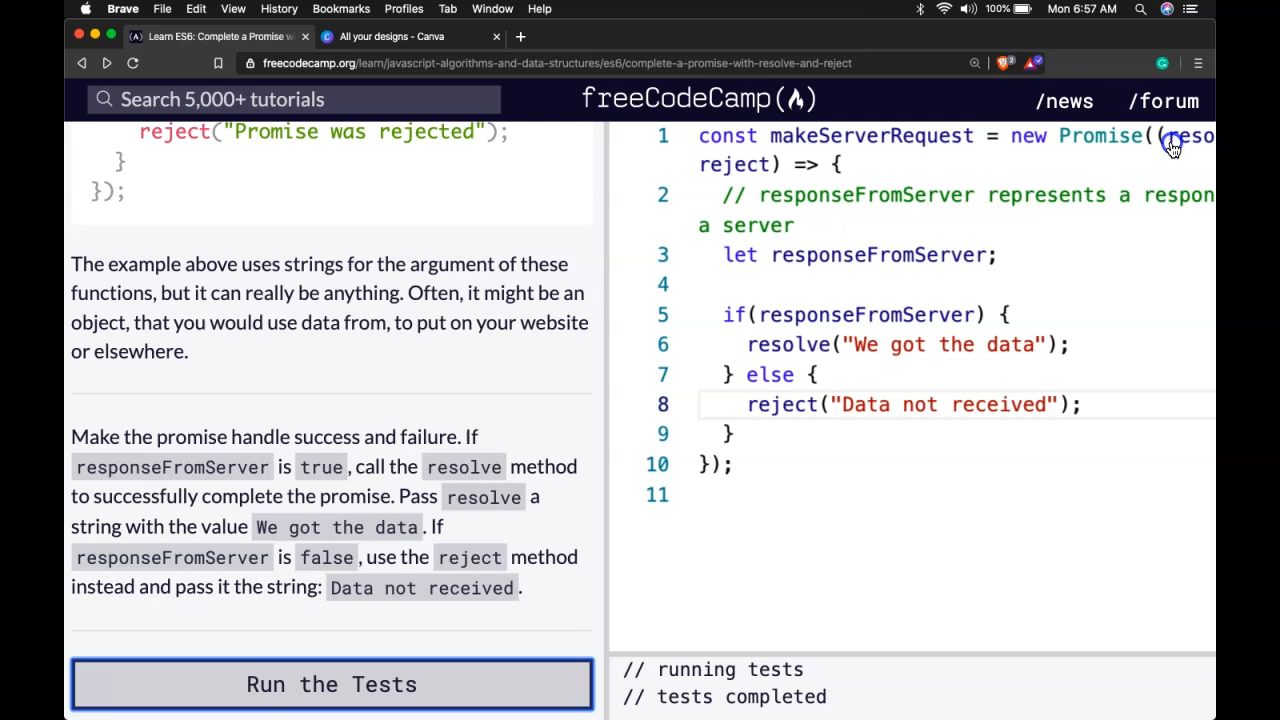 Brave File Edit View History Bookmarks Profiles Tab Window Help 100% Mon 6:57 AM
Learn ES6: Complete a Promise w All your designs - Canva
freecodecamp.org/learn/javascript-algorithms-and-data-structures/es6/complete-a-promise-with-resolve-and-reject
Search 5,000+ tutorials freeCodeCamp /news /forum
reject("Promise was rejected");
}
});
The example above uses strings for the argument of these
functions, but it can really be anything. Often, it might be an
object, that you would use data from, to put on your website
or elsewhere.
Make the promise handle success and failure. If
responseFromServer is true, call the resolve method
to successfully complete the promise. Pass resolve a
string with the value We got the data. If
responseFromServer is false, use the reject method
instead and pass it the string: Data not received.
Run the Tests
1 const makeServerRequest = new Promise((reso
reject) => {
2 // responseFromServer represents a respon
a server
3 let responseFromServer;
4
5 if(responseFromServer) {
6 resolve("We got the data");
7 } else {
8 reject("Data not received");
9 }
10 });
11
// running tests
// tests completed